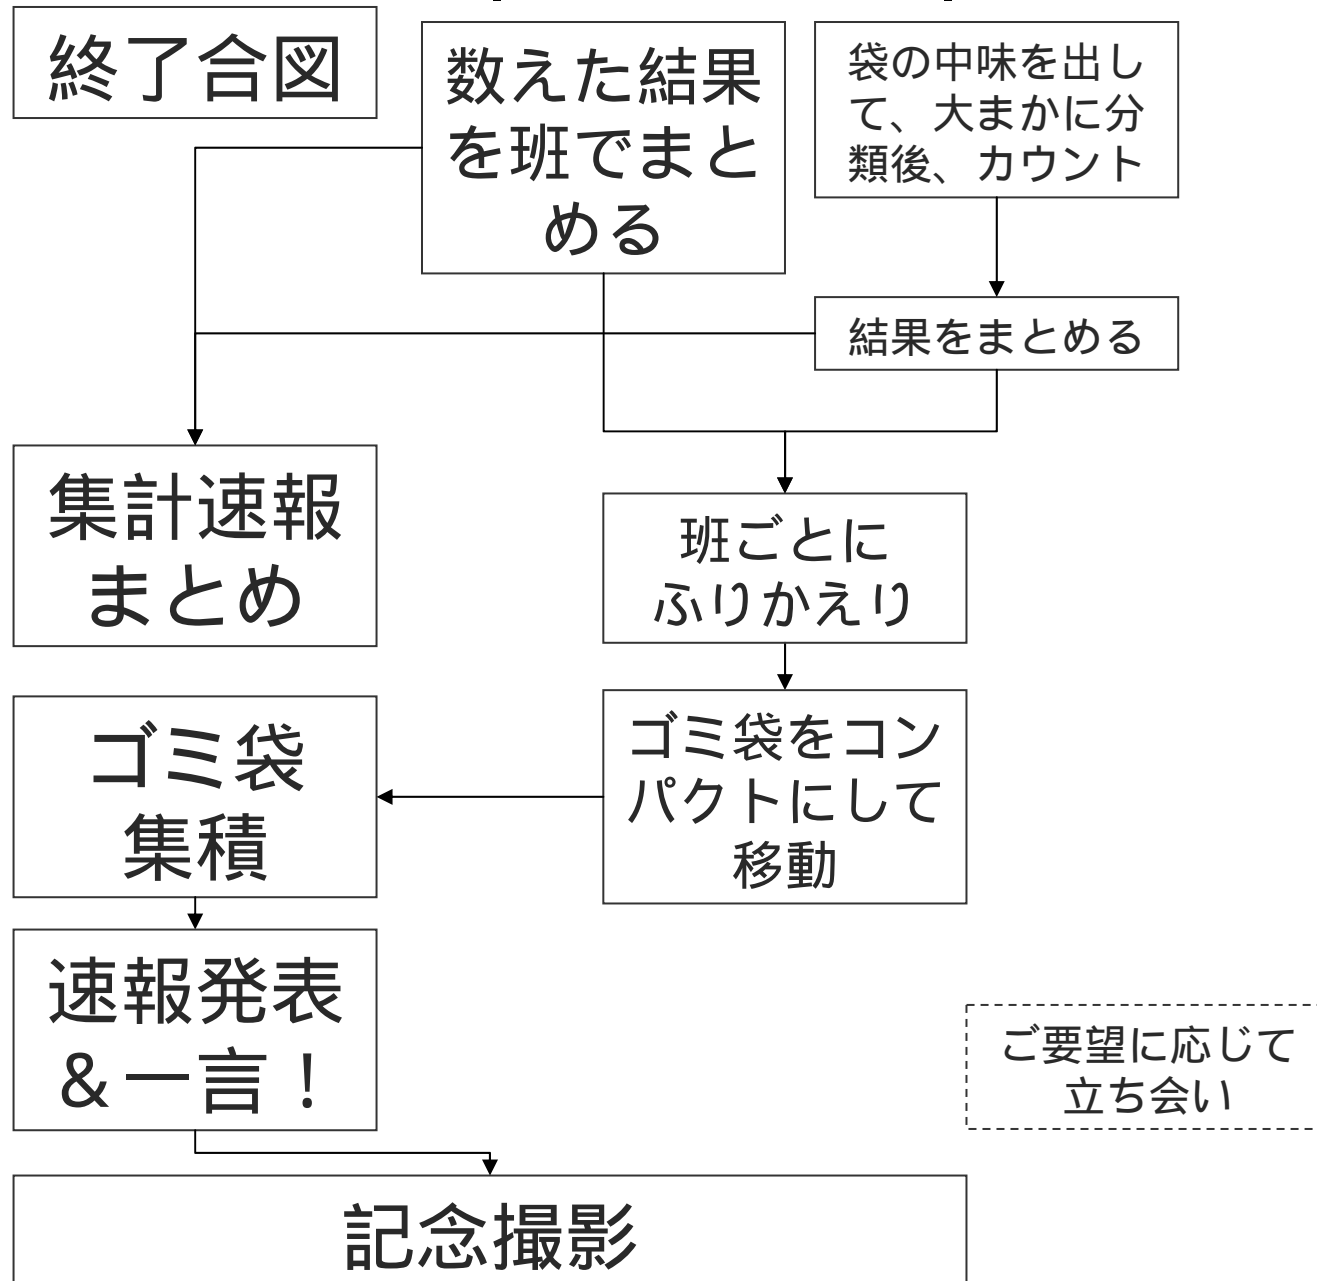 終了合図
数えた結果
を班でまと
める
袋の中味を出し
て、大まかに分
類後、カウント
結果をまとめる
集計速報
まとめ
班ごとに
ふりかえり
ゴミ袋
集積
ゴミ袋をコン
パクトにして
移動
速報発表
＆一言！
ご要望に応じて
立ち会い
記念撮影